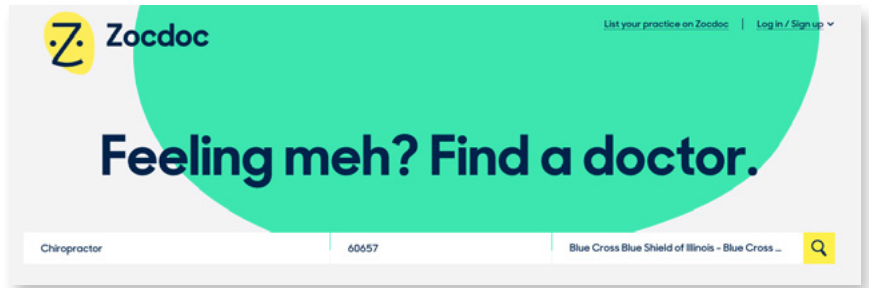 Zocdoc
List your practice on Zocdoc | Log in / Sign up
Feeling meh? Find a doctor.
Chiropractor
60657
Blue Cross Blue Shield of Illinois - Blue Cross ...